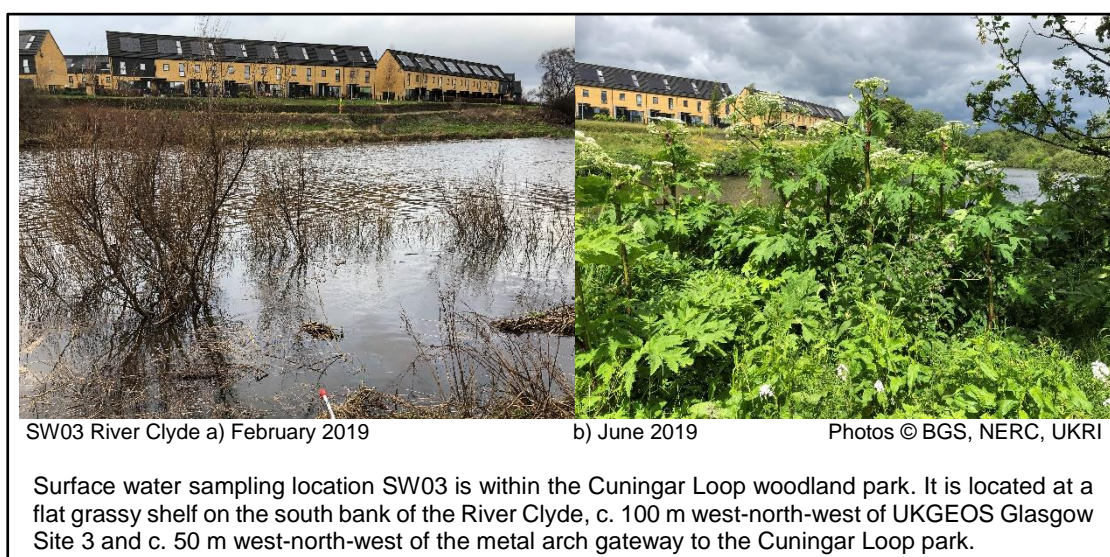 SW03 River Clyde a) February 2019 b) June 2019 Photos © BGS, NERC, UKRI
Surface water sampling location SW03 is within the Cuningar Loop woodland park. It is located at a
flat grassy shelf on the south bank of the River Clyde, c. 100 m west-north-west of UKGEOS Glasgow
Site 3 and c. 50 m west-north-west of the metal arch gateway to the Cuningar Loop park.